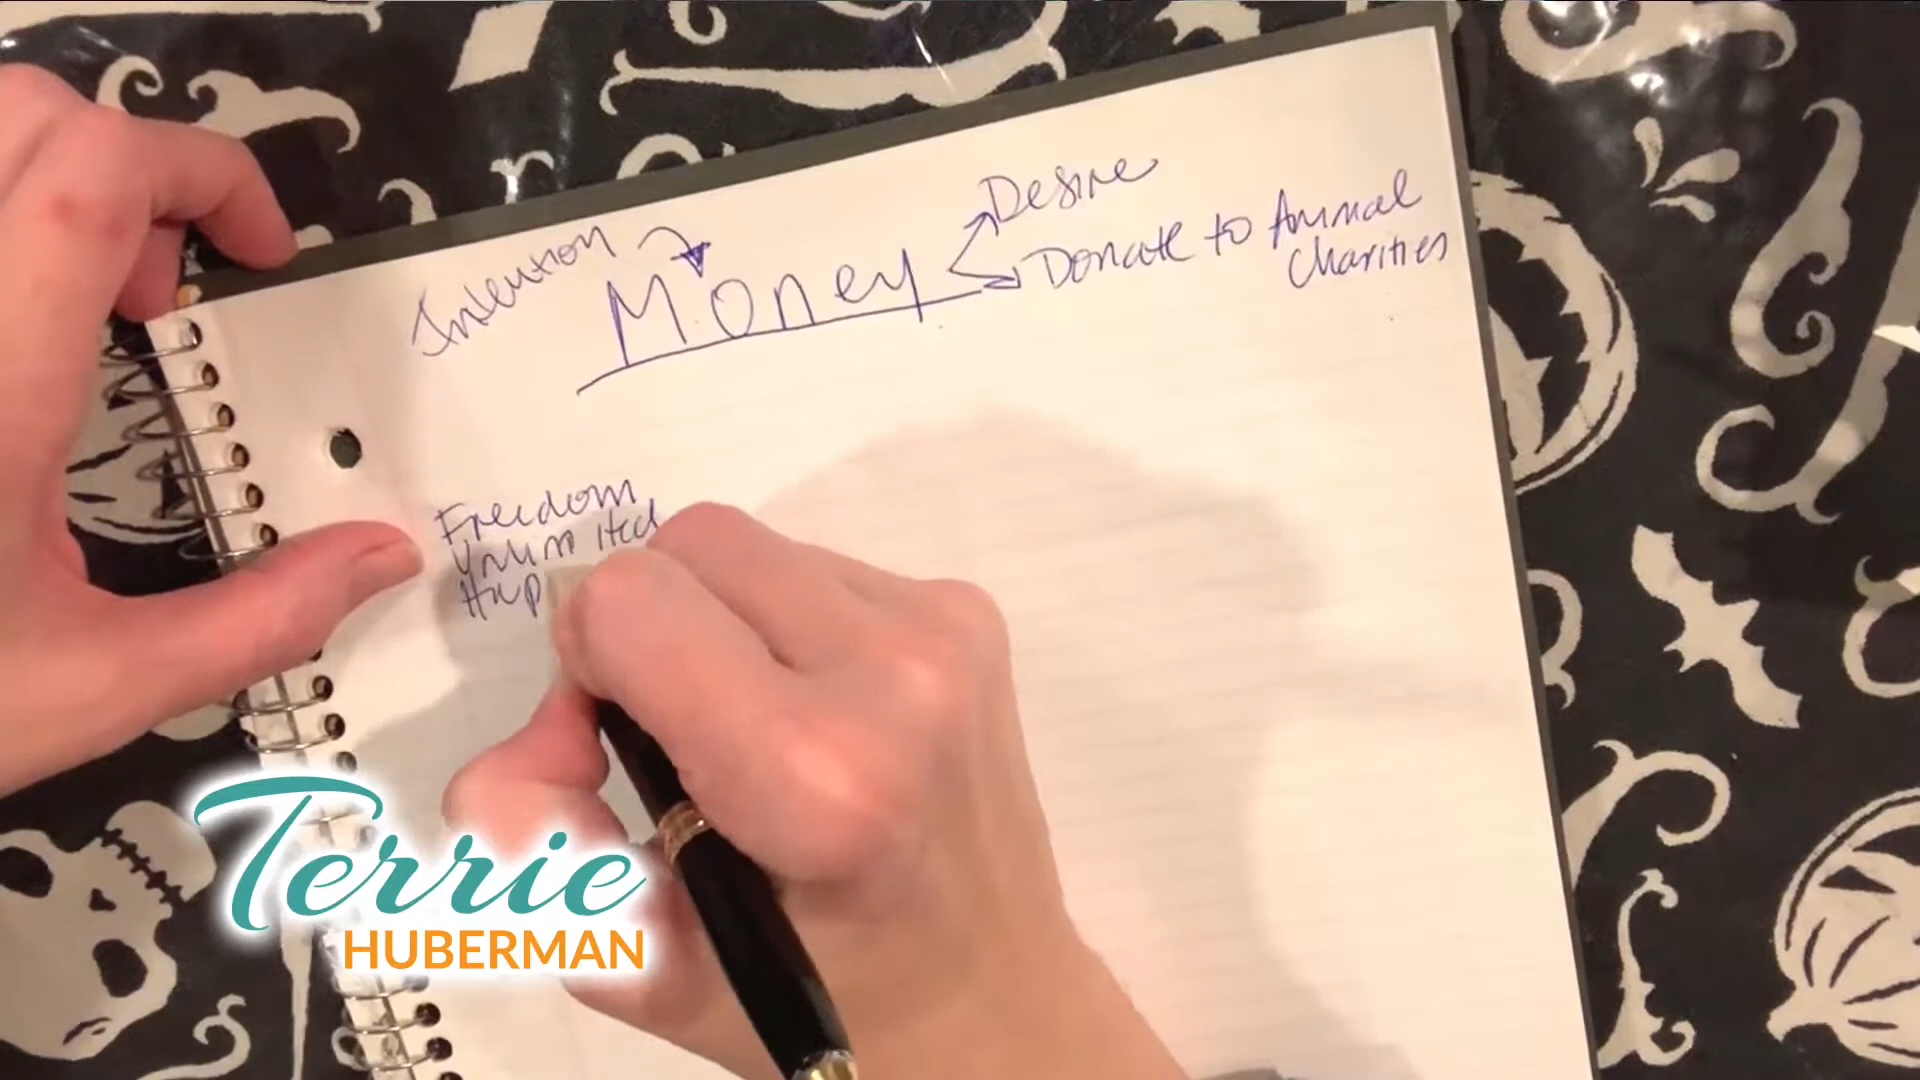 Intention
Money
Desire
Donate to Animal
Charities
Freedom
Unlimited
Terrie
HUBERMAN